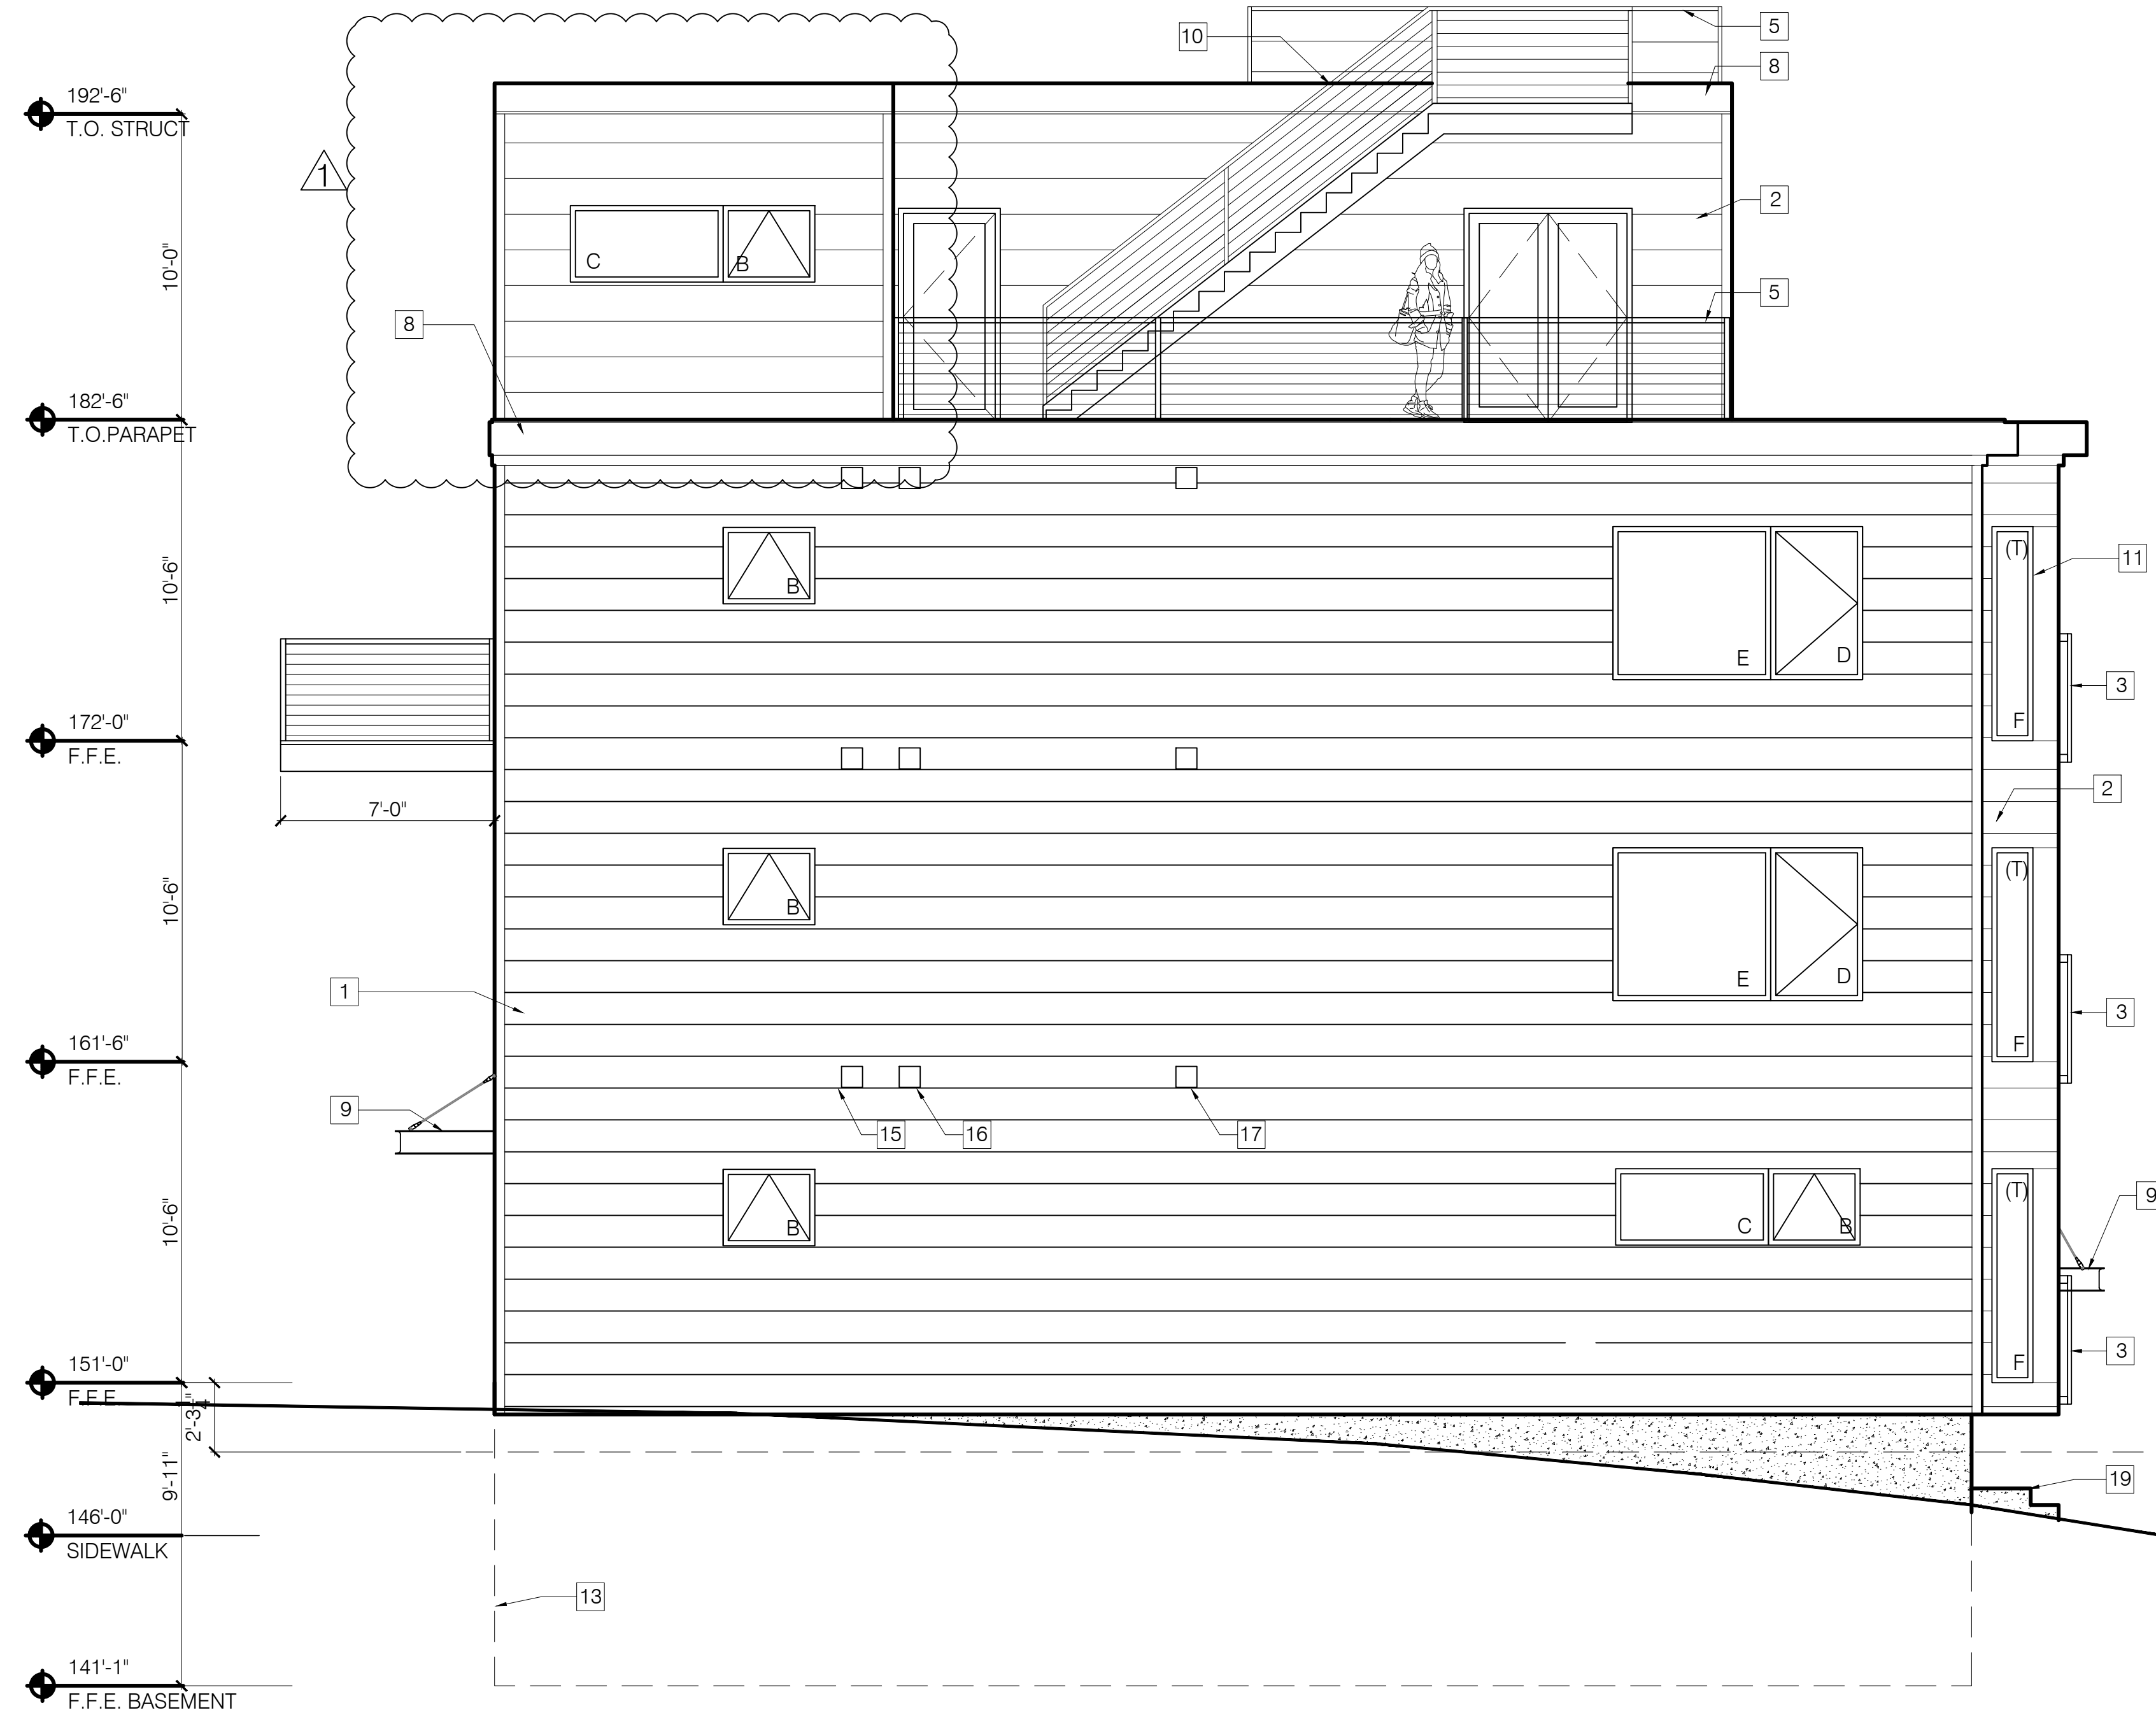 10
5
8
192'-6"
T.O. STRUCT
1
2
10'-0"
C
B
5
8
182'-6"
T.O.PARAPET
10'-6"
B
(T)
11
E
D
3
172'-0"
F.F.E.
F
7'-0"
2
10'-6"
B
(T)
E
D
1
3
161'-6"
F.F.E.
F
9
15
16
17
10'-6"
B
C
B
(T)
9
151'-0"
F.F.E.
F
3
2'-3
9'-11"
19
146'-0"
SIDEWALK
13
141'-1"
F.F.E. BASEMENT